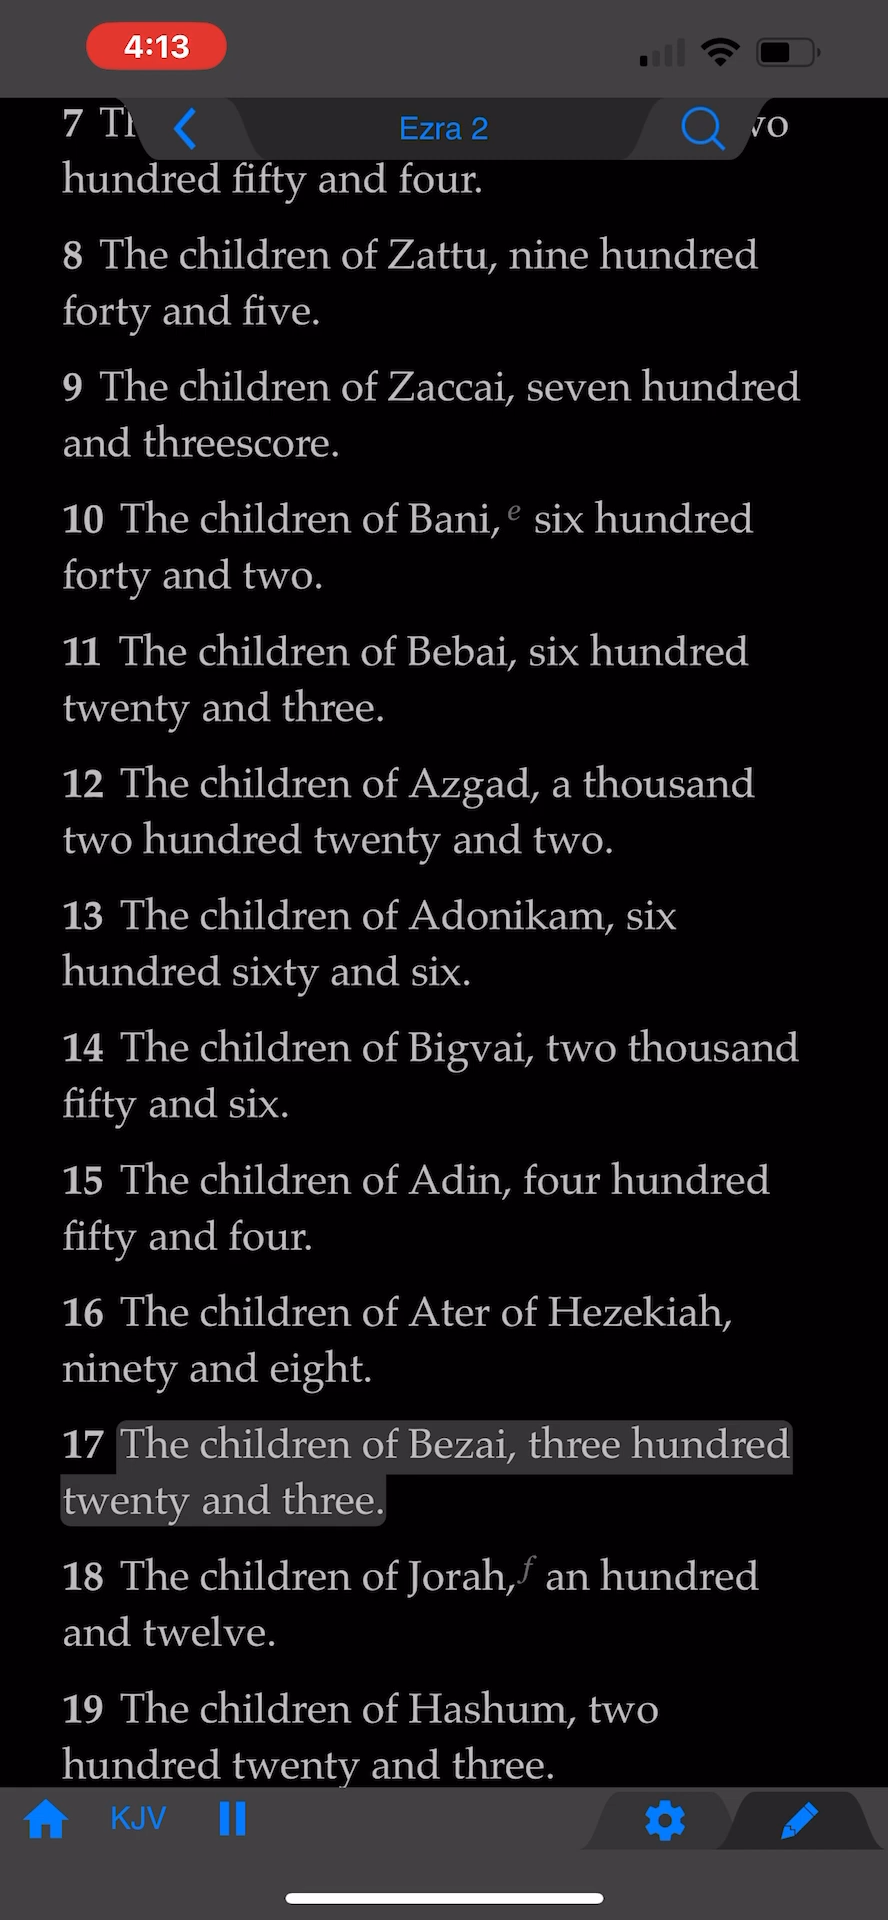 4:13
Ezra 2
7
hundred fifty and four.
8 The children of Zattu, nine hundred
forty and five.
9 The children of Zaccai, seven hundred
and threescore.
10 The children of Bani, e six hundred
forty and two.
11 The children of Bebai, six hundred
twenty and three.
12 The children of Azgad, a thousand
two hundred twenty and two.
13 The children of Adonikam, six
hundred sixty and six.
14 The children of Bigvai, two thousand
fifty and six.
15 The children of Adin, four hundred
fifty and four.
16 The children of Ater of Hezekiah,
ninety and eight.
17 The children of Bezai, three hundred
twenty and three.
18 The children of Jorah, f an hundred
and twelve.
19 The children of Hashum, two
hundred twenty and three.
KJV